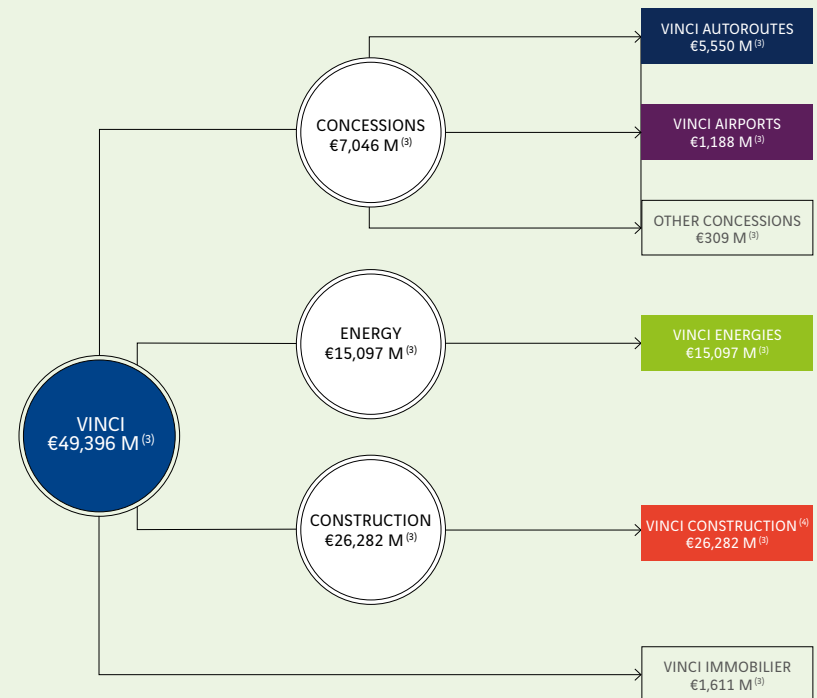 VINCI
€49,396 M (3)
CONCESSIONS
€7,046 M (3)
VINCI AUTOROUTES
€5,550 M (3)
VINCI AIRPORTS
€1,188 M (3)
OTHER CONCESSIONS
€309 M (3)
ENERGY
€15,097 M (3)
VINCI ENERGIES
€15,097 M (3)
CONSTRUCTION
€26,282 M (3)
VINCI CONSTRUCTION (4)
€26,282 M (3)
VINCI IMMOBILIER
€1,611 M (3)